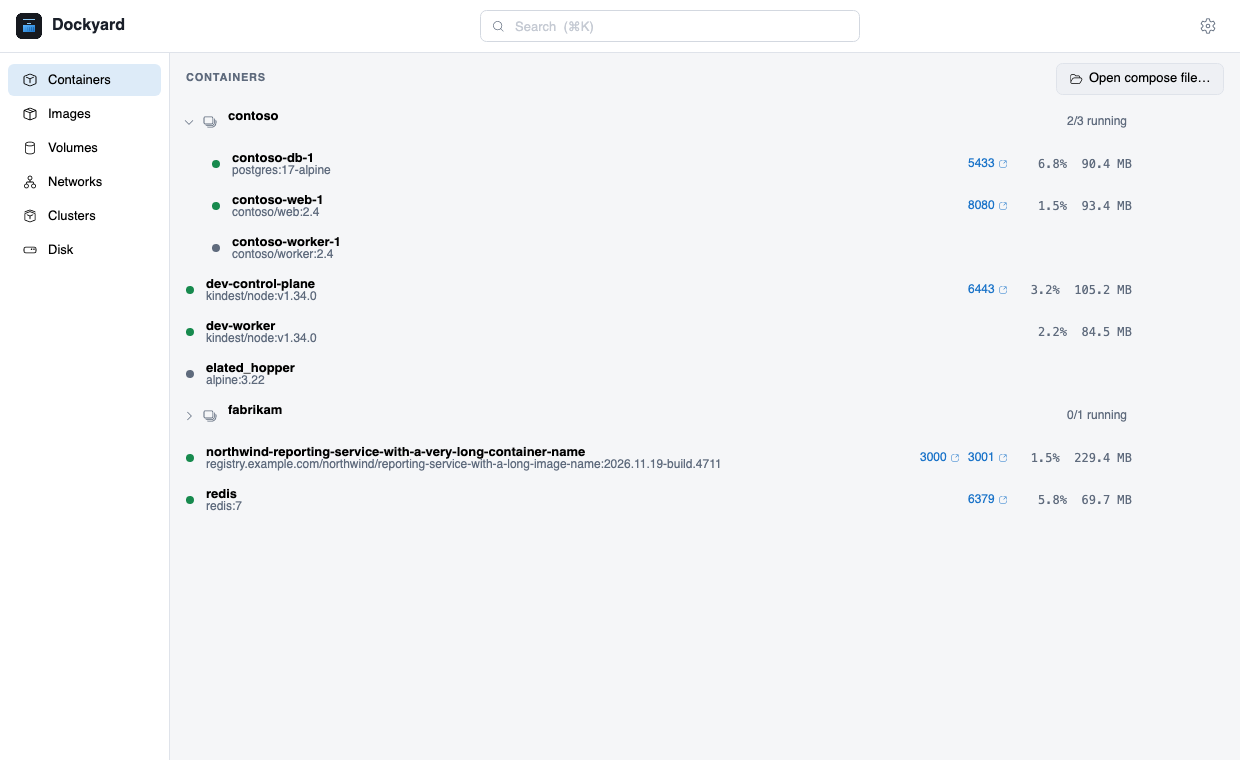 Dockyard
Search (⌘K)
Containers
Images
Volumes
Networks
Clusters
Disk
CONTAINERS
Open compose file…
contoso 2/3 running
contoso-db-1
postgres:17-alpine
5433 6.8% 90.4 MB
contoso-web-1
contoso/web:2.4
8080 1.5% 93.4 MB
contoso-worker-1
contoso/worker:2.4
dev-control-plane
kindest/node:v1.34.0
6443 3.2% 105.2 MB
dev-worker
kindest/node:v1.34.0
2.2% 84.5 MB
elated_hopper
alpine:3.22
fabrikam 0/1 running
northwind-reporting-service-with-a-very-long-container-name
registry.example.com/northwind/reporting-service-with-a-long-image-name:2026.11.19-build.4711
3000 3001 1.5% 229.4 MB
redis
redis:7
6379 5.8% 69.7 MB